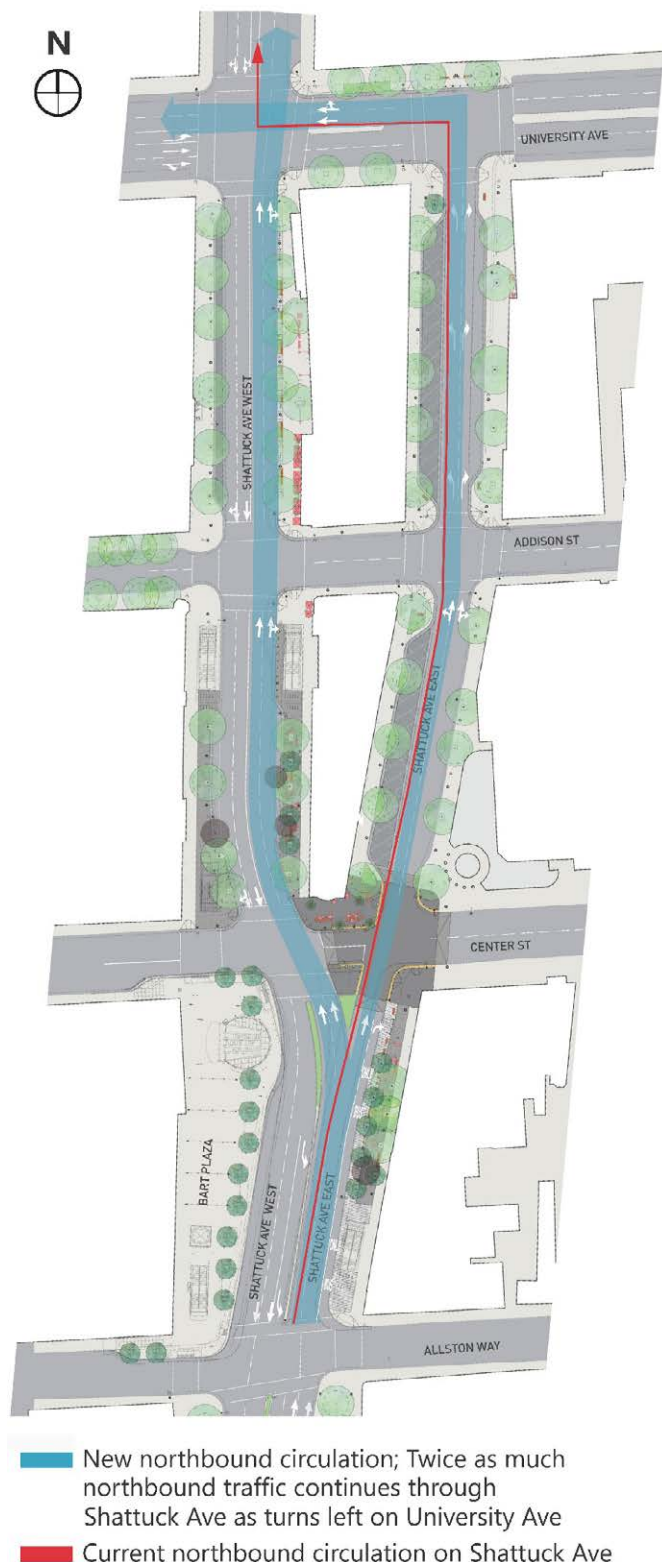 N
UNIVERSITY AVE
SHATTUCK AVE WEST
ADDISON ST
SHATTUCK AVE EAST
CENTER ST
BART PLAZA
SHATTUCK AVE WEST
SHATTUCK AVE EAST
ALLSTON WAY
New northbound circulation; Twice as much
northbound traffic continues through
Shattuck Ave as turns left on University Ave
Current northbound circulation on Shattuck Ave